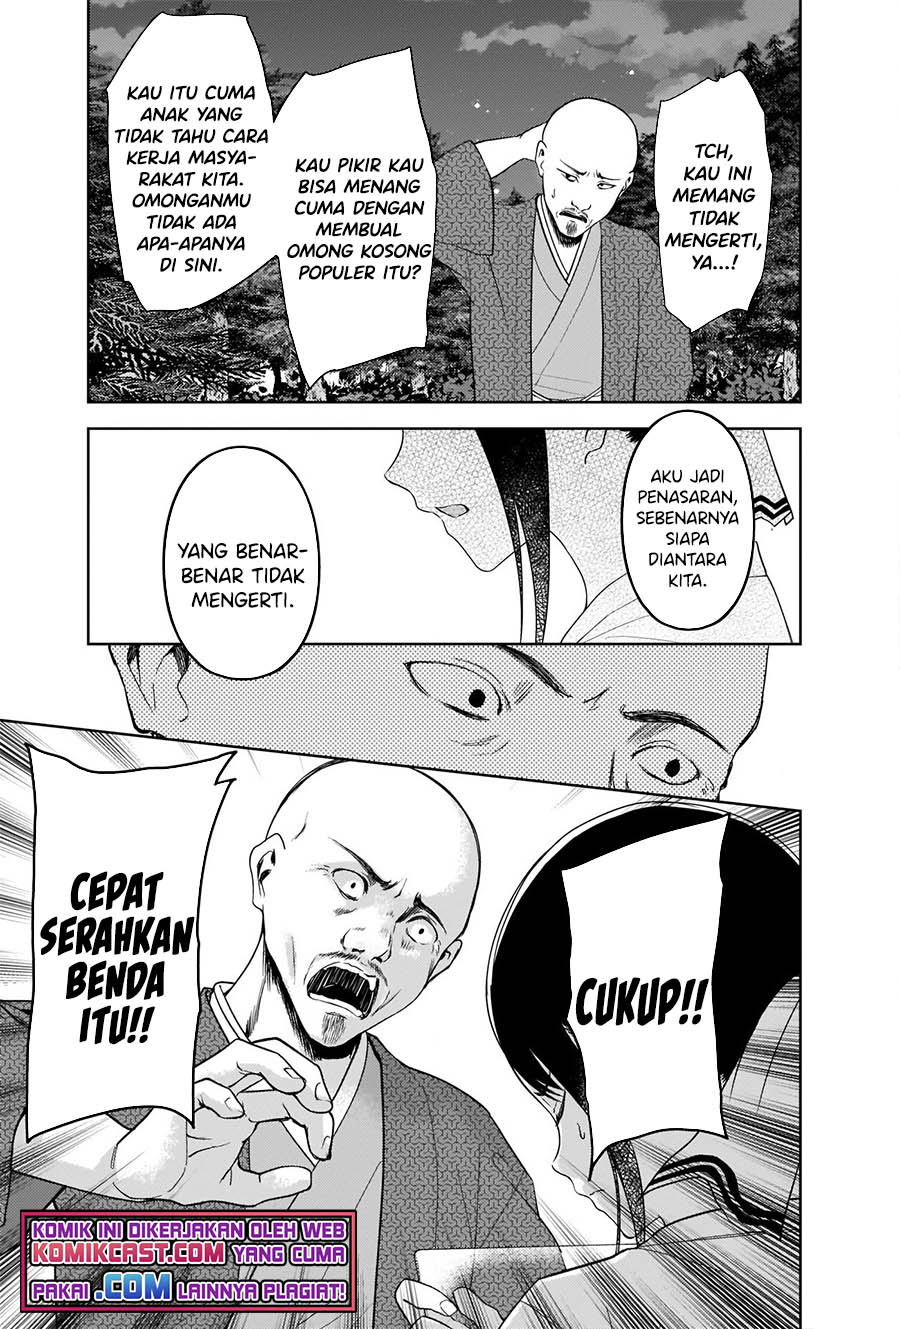 TCH,
KAU INI
MEMANG
TIDAK
MENGERTI,
YA...!
KAU PIKIR KAU
BISA MENANG
CUMA DENGAN
MEMBUAL
OMONG KOSONG
POPULER ITU?
KAU ITU CUMA
ANAK YANG
TIDAK TAHU CARA
KERJA MASYA-
RAKAT KITA.
OMONGANMU
TIDAK ADA
APA-APANYA
DI SINI.
AKU JADI
PENASARAN,
SEBENARNYA
SIAPA
DIANTARA
KITA.
YANG BENAR-
BENAR TIDAK
MENGERTI.
CUKUP!!
CEPAT
SERAHKAN
BENDA
ITU!!
KOMIK INI DIKERJAKAN OLEH WEB
KOMIKCAST.COM YANG CUMA
PAKAI .COM LAINNYA PLAGIAT!